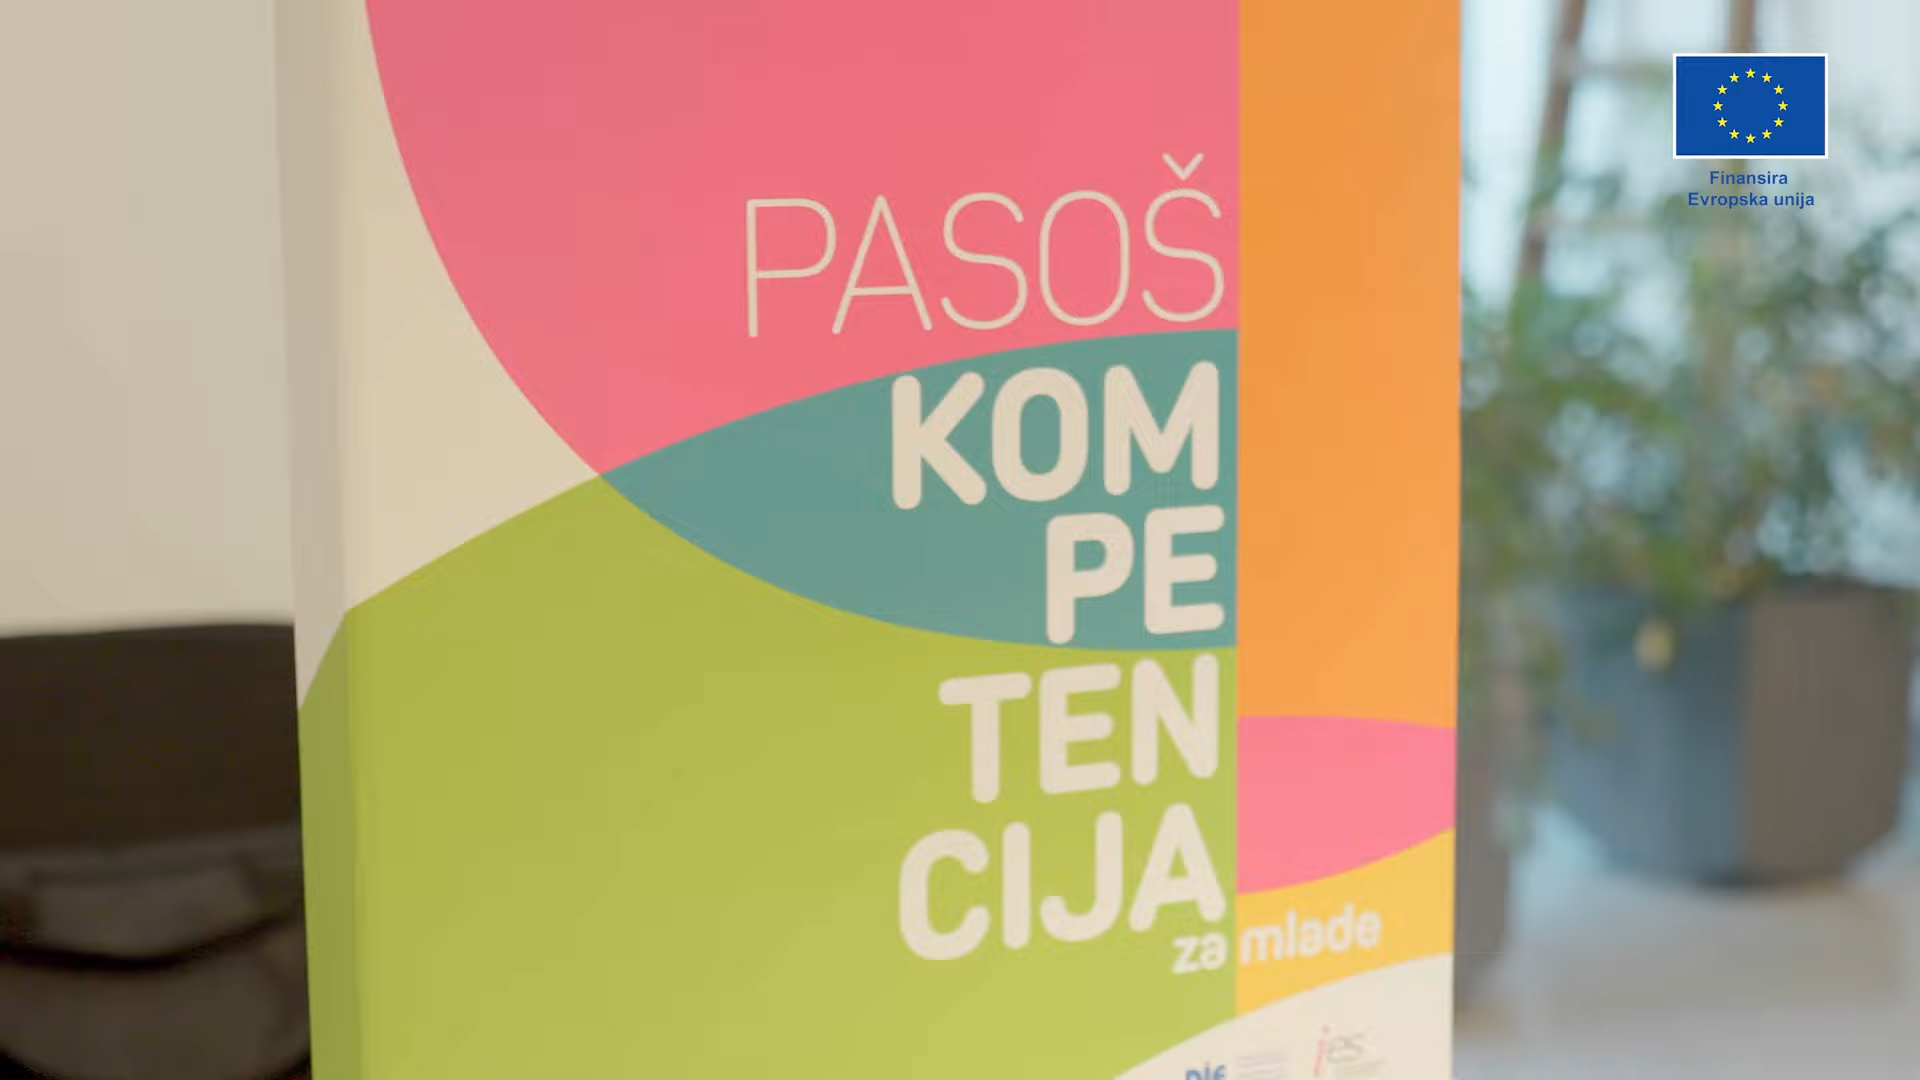 PASOŠ
KOM
PE
TEN
CIJA
za mlade
Finansira
Evropska unija